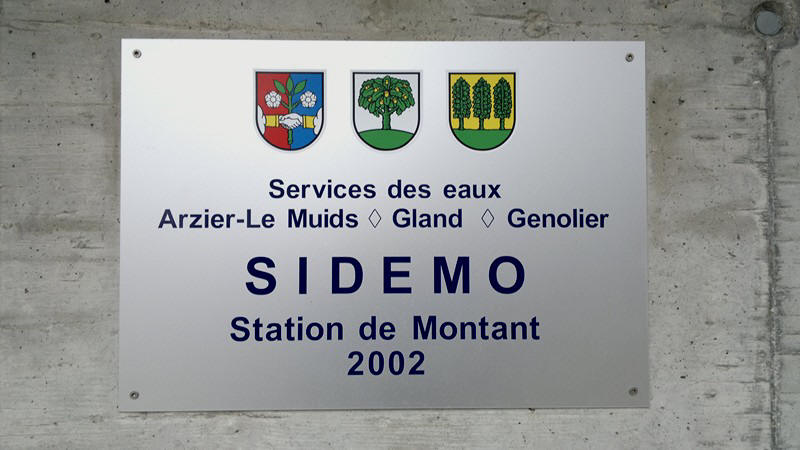 Services des eaux
Arzier-Le Muids ◊ Gland ◊ Genolier
SIDEMO
Station de Montant
2002